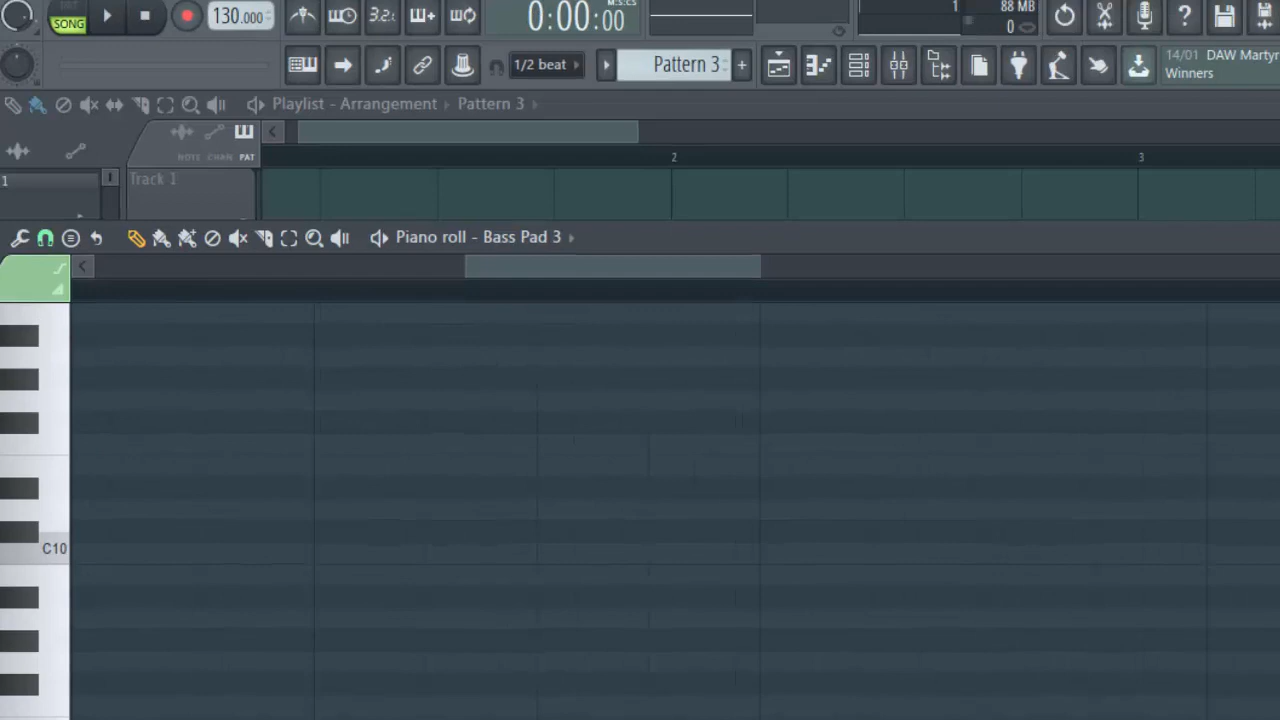 SONG
130.000
3.2.
0:00:00
M:S:CS
1
88 MB
0
1/2 beat
Pattern 3
+
14/01 DAW Martyr
Winners
Playlist - Arrangement
Pattern 3
NOTE CHAN PAT
2
3
1
Track 1
Piano roll - Bass Pad 3
C10